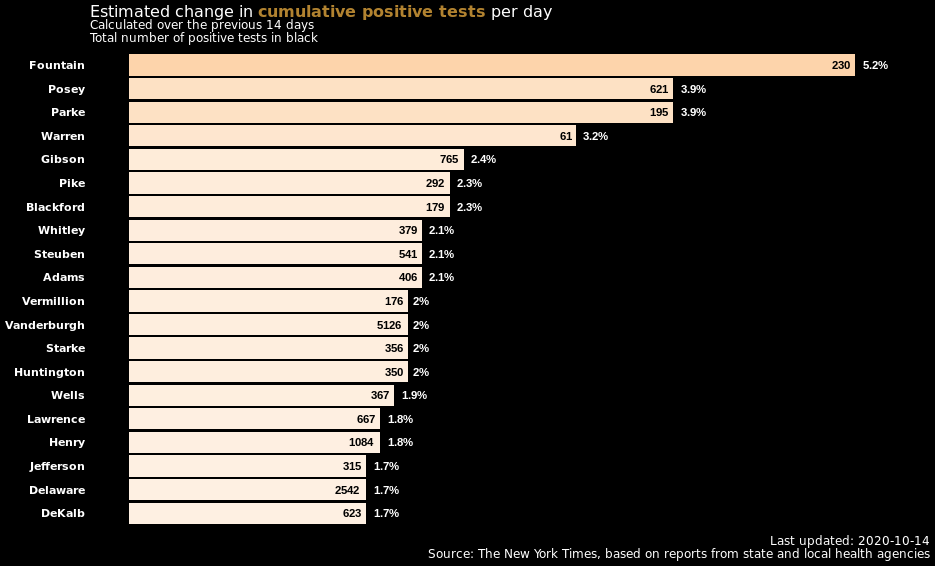 Estimated change in cumulative positive tests per day
Calculated over the previous 14 days
Total number of positive tests in black
Fountain 230 5.2%
Posey 621 3.9%
Parke 195 3.9%
Warren 61 3.2%
Gibson 765 2.4%
Pike 292 2.3%
Blackford 179 2.3%
Whitley 379 2.1%
Steuben 541 2.1%
Adams 406 2.1%
Vermillion 176 2%
Vanderburgh 5126 2%
Starke 356 2%
Huntington 350 2%
Wells 367 1.9%
Lawrence 667 1.8%
Henry 1084 1.8%
Jefferson 315 1.7%
Delaware 2542 1.7%
DeKalb 623 1.7%
Last updated: 2020-10-14
Source: The New York Times, based on reports from state and local health agencies